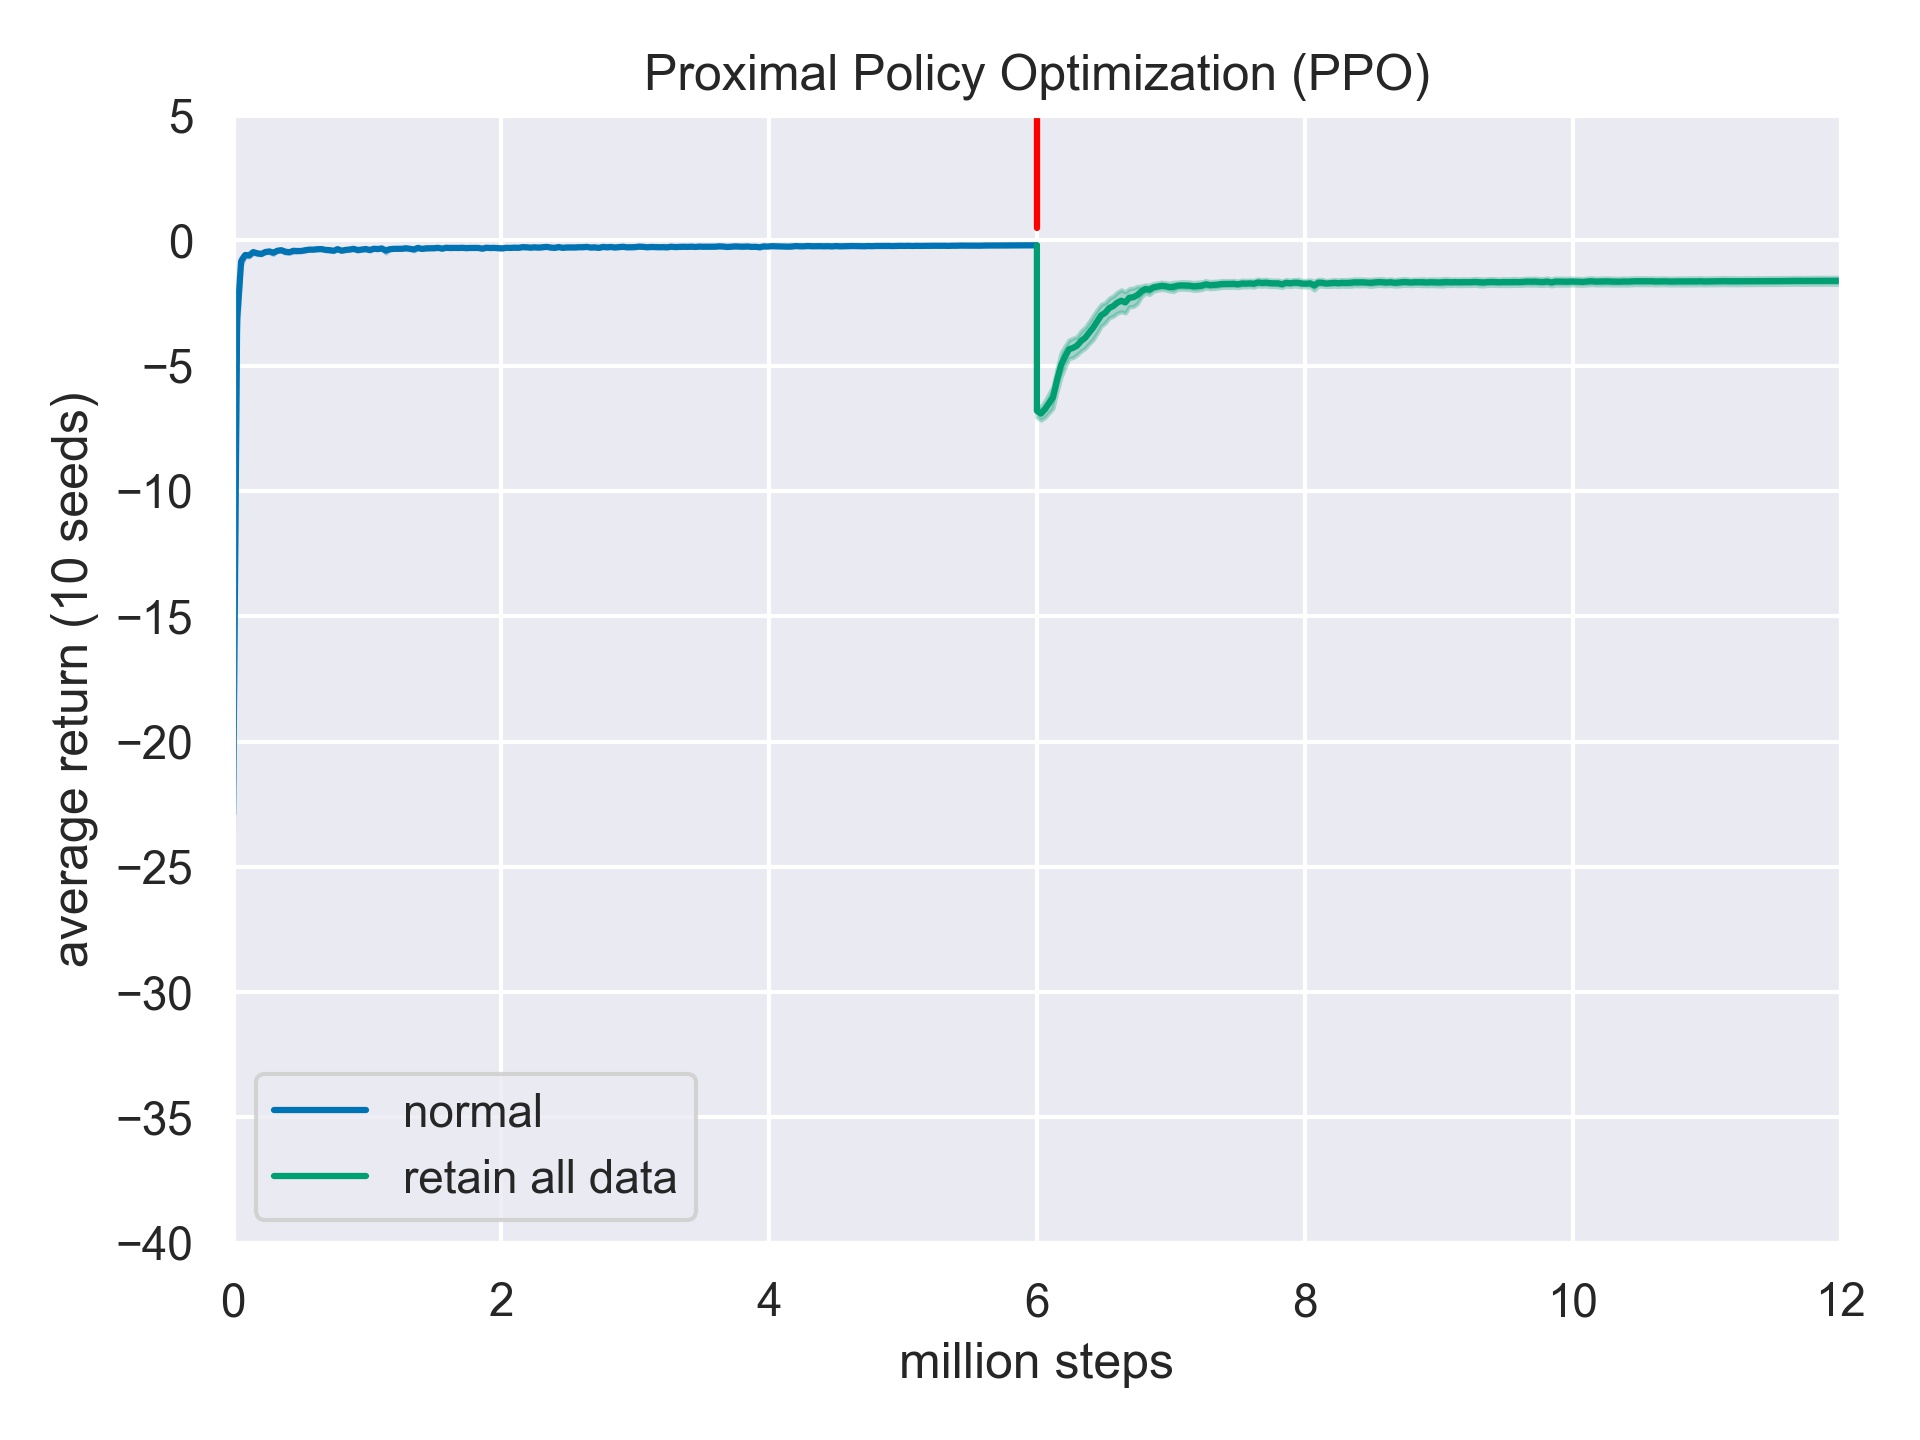 Proximal Policy Optimization (PPO)
5
0
−5
−10
−15
−20
−25
−30
−35
−40
average return (10 seeds)
normal
retain all data
0 2 4 6 8 10 12
million steps